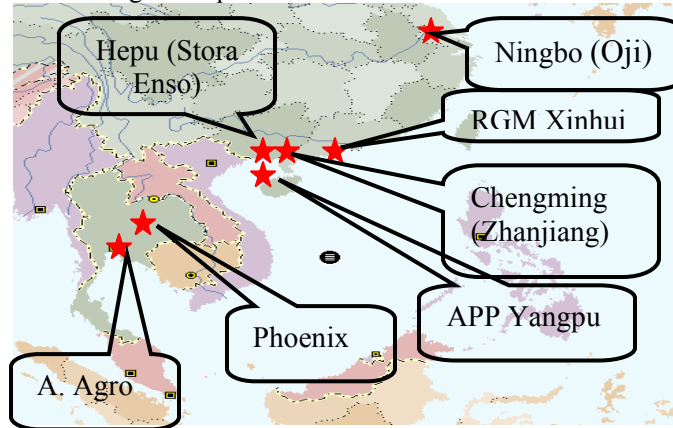 Hepu (Stora
Enso)
Ningbo (Oji)
RGM Xinhui
Chengming
(Zhanjiang)
APP Yangpu
Phoenix
A. Agro